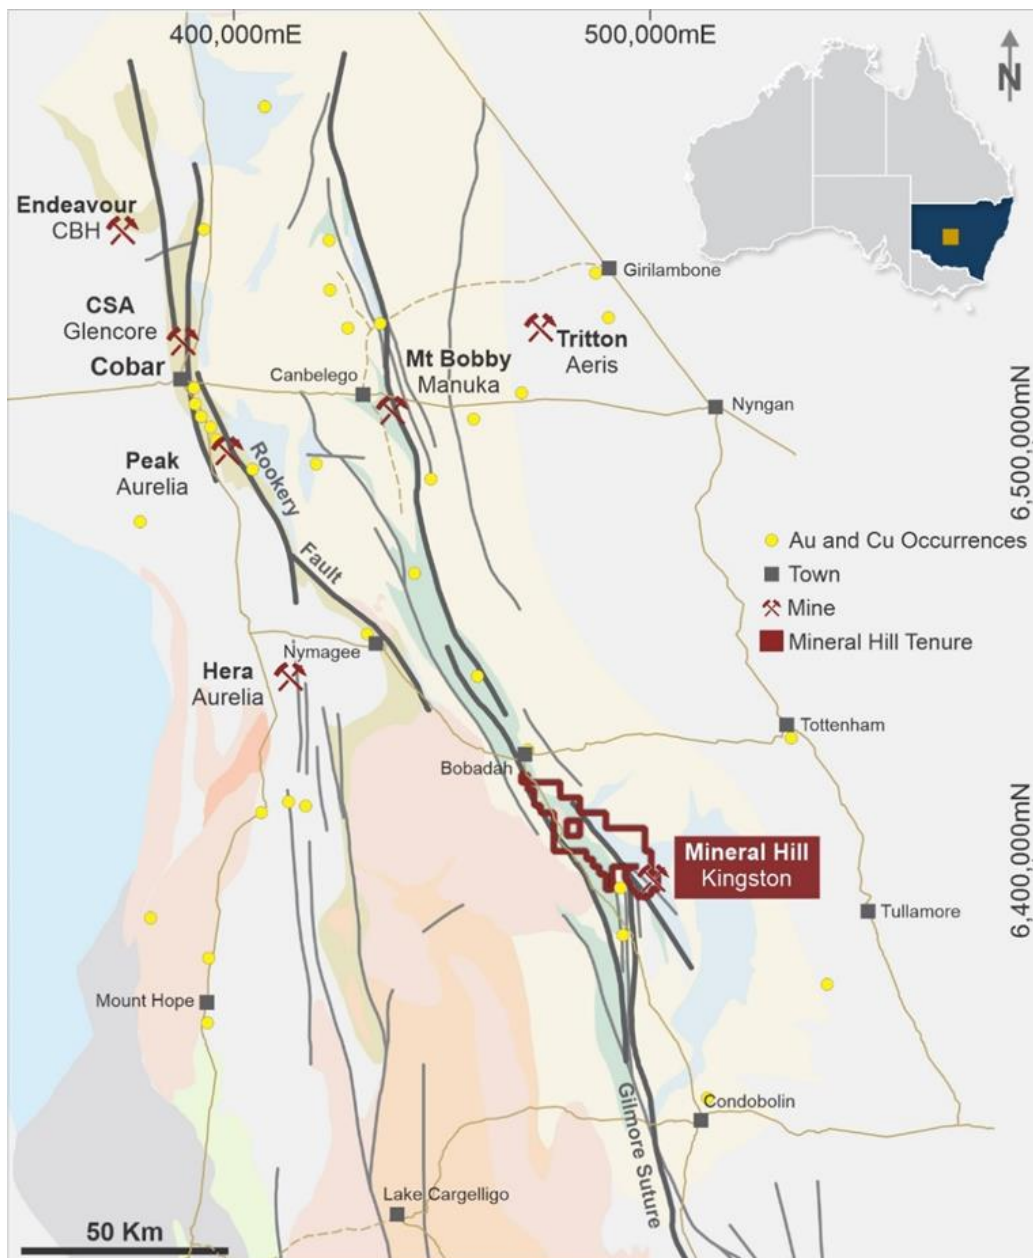 400,000mE
500,000mE
N
Endeavour
CBH
Girilambone
CSA
Glencore
Tritton
Aeris
Mt Bobby
Manuka
Cobar
Canbelego
Nyngan
6,500,000mN
Peak
Aurelia
Rookery
Fault
Au and Cu Occurrences
Town
Mine
Mineral Hill Tenure
Nymagee
Hera
Aurelia
Tottenham
Bobadah
Mineral Hill
Kingston
6,400,000mN
Tullamore
Mount Hope
Gilmore Suture
Condobolin
Lake Cargelligo
50 Km